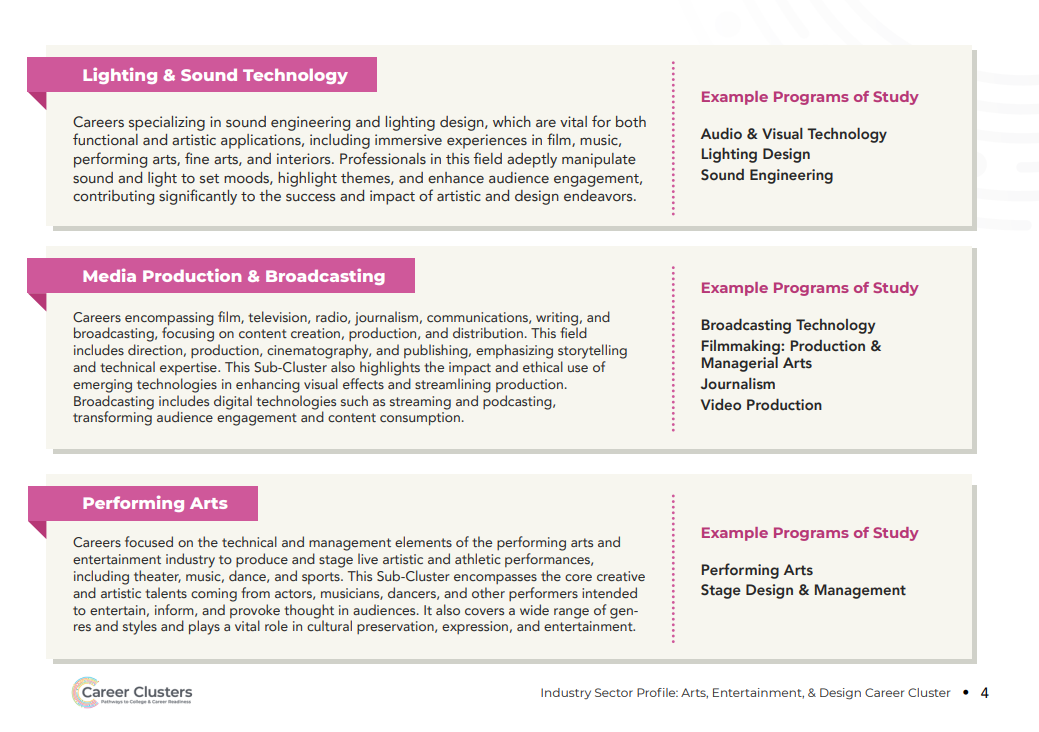 Lighting & Sound Technology
Careers specializing in sound engineering and lighting design, which are vital for both
functional and artistic applications, including immersive experiences in film, music,
performing arts, fine arts, and interiors. Professionals in this field adeptly manipulate
sound and light to set moods, highlight themes, and enhance audience engagement,
contributing significantly to the success and impact of artistic and design endeavors.
Example Programs of Study
Audio & Visual Technology
Lighting Design
Sound Engineering
Media Production & Broadcasting
Careers encompassing film, television, radio, journalism, communications, writing, and
broadcasting, focusing on content creation, production, and distribution. This field
includes direction, production, cinematography, and publishing, emphasizing storytelling
and technical expertise. This Sub-Cluster also highlights the impact and ethical use of
emerging technologies in enhancing visual effects and streamlining production.
Broadcasting includes digital technologies such as streaming and podcasting,
transforming audience engagement and content consumption.
Example Programs of Study
Broadcasting Technology
Filmmaking: Production &
Managerial Arts
Journalism
Video Production
Performing Arts
Careers focused on the technical and management elements of the performing arts and
entertainment industry to produce and stage live artistic and athletic performances,
including theater, music, dance, and sports. This Sub-Cluster encompasses the core creative
and artistic talents coming from actors, musicians, dancers, and other performers intended
to entertain, inform, and provoke thought in audiences. It also covers a wide range of gen-
res and styles and plays a vital role in cultural preservation, expression, and entertainment.
Example Programs of Study
Performing Arts
Stage Design & Management
Career Clusters
Pathways to College & Career Readiness
Industry Sector Profile: Arts, Entertainment, & Design Career Cluster • 4